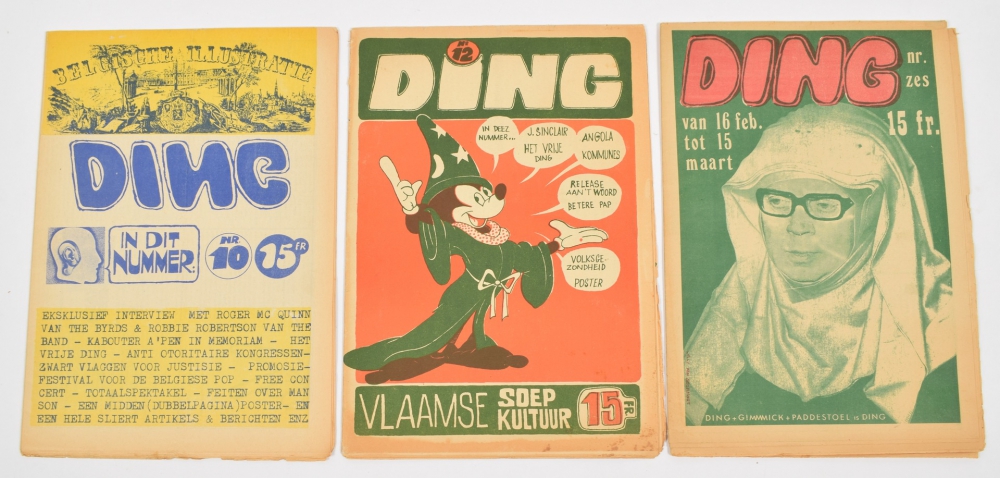 BELGISCHE ILLUSTRATIE
DING
IN DIT
NUMMER:
NR.
10
15 FR
EKSKLUSIEF INTERVIEW MET ROGER MC QUINN
VAN THE BYRDS & ROBBIE ROBERTSON VAN THE
BAND - KABOUTER A'PEN IN MEMORIAM - HET
VRIJE DING - ANTI OTORITAIRE KONGRESSEN-
ZWART VLAGGEN VOOR JUSTISIE - PROMOSIE-
FESTIVAL VOOR DE BELGIESE POP - FREE CON
CERT - TOTAALSPEKTAKEL - FEITEN OVER MAN
SON - EEN MIDDEN(DUBBELPAGINA)POSTER- EN
EEN HELE SLIERT ARTIKELS & BERICHTEN ENZ
Nr
12
DING
IN DEEZ
NUMMER...
J. SINCLAIR
HET VRIJE
DING
ANGOLA
KOMMUNES
RELEASE
AAN'T WOORD
BETERE PAP
VOLKSGE-
ZONDHEID
POSTER
VLAAMSE
SOEP
KULTUUR
15 FR.
DING
nr.
zes
van 16 feb.
tot 15
maart
15 fr.
DING + GIMMMICK + PADDESTOEL is DING